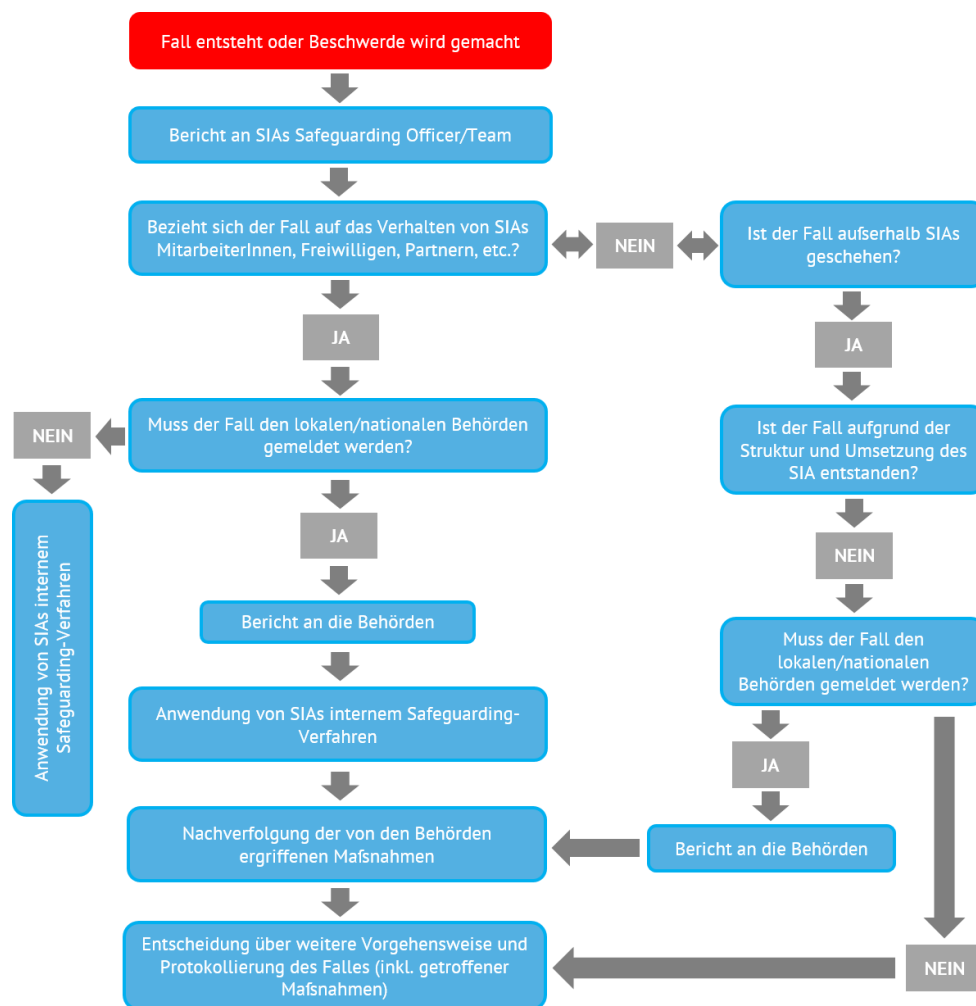 Fall entsteht oder Beschwerde wird gemacht
Bericht an SIAs Safeguarding Officer/Team
Bezieht sich der Fall auf das Verhalten von SIAs
MitarbeiterInnen, Freiwilligen, Partnern, etc.?
NEIN
Ist der Fall außerhalb SIAs
geschehen?
JA
JA
Muss der Fall den lokalen/nationalen Behörden
gemeldet werden?
NEIN
Ist der Fall aufgrund der
Struktur und Umsetzung des
SIA entstanden?
Anwendung von SIAs internem
Safeguarding-Verfahren
JA
NEIN
Bericht an die Behörden
Muss der Fall den
lokalen/nationalen
Behörden gemeldet werden?
Anwendung von SIAs internem Safeguarding-
Verfahren
JA
Nachverfolgung der von den Behörden
ergriffenen Maßnahmen
Bericht an die Behörden
Entscheidung über weitere Vorgehensweise und
Protokollierung des Falles (inkl. getroffener
Maßnahmen)
NEIN